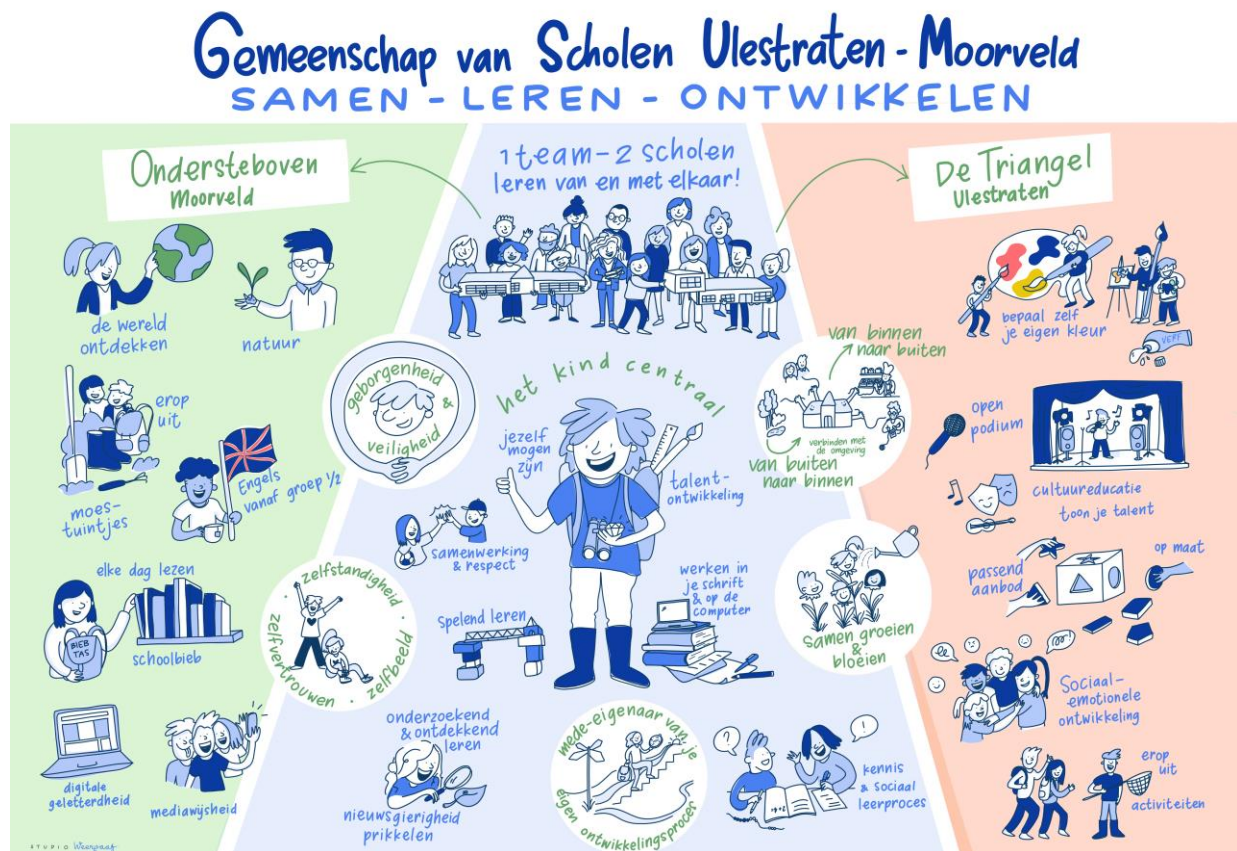 Gemeenschap van Scholen Ulestraten - Moorveld
SAMEN - LEREN - ONTWIKKELEN
Ondersteboven
Moorveld
de wereld
ontdekken
natuur
erop
uit
moes-
tuintjes
Engels
vanaf groep 1/2
elke dag lezen
BIEB
TAS
schoolbieb
digitale
geletterdheid
mediawijsheid
1 team - 2 scholen
leren van en met elkaar!
geborgenheid
&
veiligheid
het kind centraal
jezelf
mogen
zijn
talent-
ontwikkeling
samenwerking
& respect
zelfstandigheid
zelfvertrouwen
zelfbeeld
spelend leren
werken in
je schrift
& op de
computer
onderzoekend
& ontdekkend
leren
nieuwsgierigheid
prikkelen
mede-eigenaar van je
eigen ontwikkelingsproces
?
!
kennis
& sociaal
leerproces
van binnen
naar buiten
verbinden met
de omgeving
van buiten
naar binnen
samen groeien
&
bloeien
De Triangel
Ulestraten
bepaal zelf
je eigen kleur
VERF
open
podium
cultuureducatie
toon je talent
passend
aanbod
op maat
Sociaal-
emotionele
ontwikkeling
erop
uit
activiteiten
STUDIO Weerpaaf